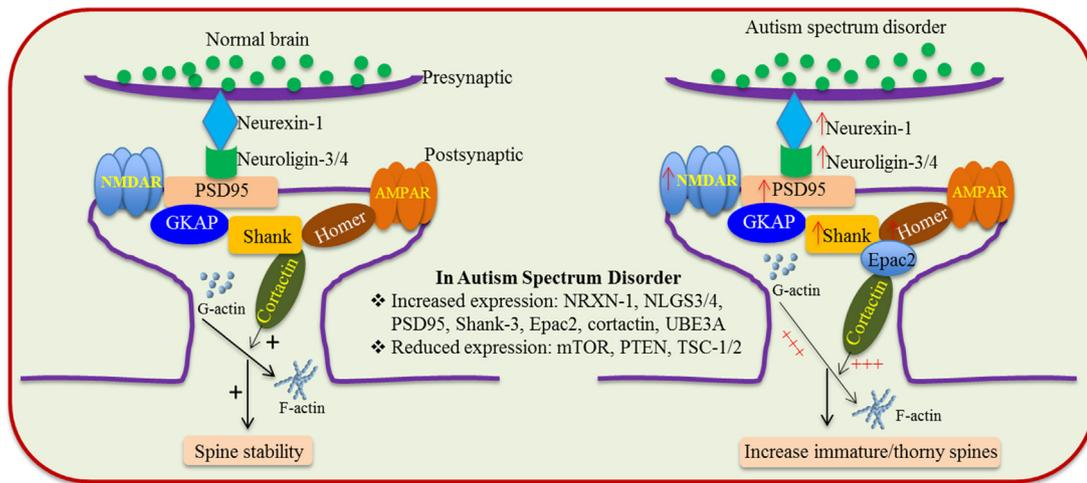 Normal brain
Presynaptic
Neurexin-1
Neuroligin-3/4
Postsynaptic
NMDAR
PSD95
AMPAR
GKAP
Shank
Homer
Cortactin
G-actin
+
+
F-actin
Spine stability
In Autism Spectrum Disorder
❖ Increased expression: NRXN-1, NLGS3/4,
PSD95, Shank-3, Epac2, cortactin, UBE3A
❖ Reduced expression: mTOR, PTEN, TSC-1/2
Autism spectrum disorder
↑Neurexin-1
↑Neuroligin-3/4
↑NMDAR
↑PSD95
AMPAR
GKAP
↑Shank
↑Homer
Epac2
Cortactin
G-actin
+++
+++
F-actin
Increase immature/thorny spines